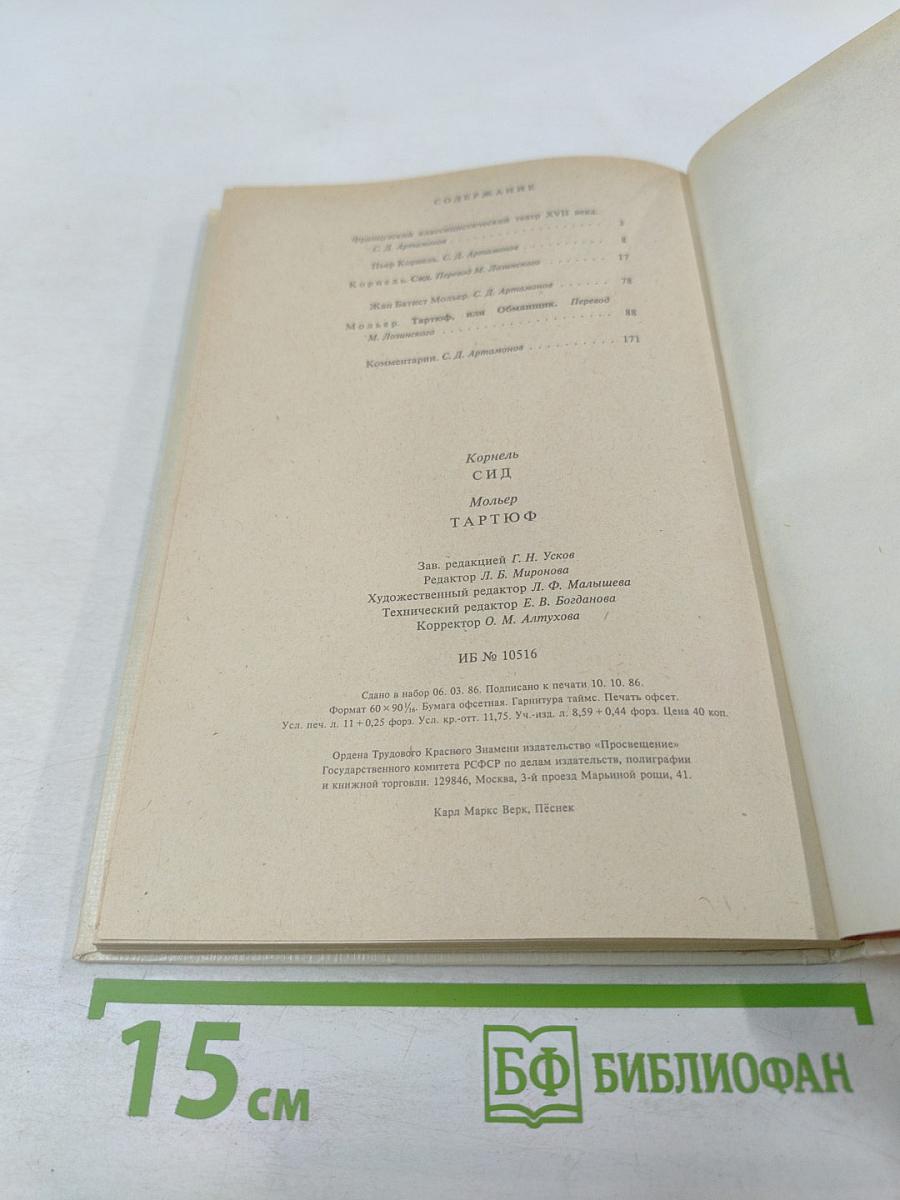 СОДЕРЖАНИЕ
Французский классицистический театр XVII века.
С. Д. Артамонов . . . . . . . . . . . . . . . . . . . . 3
Пьер Корнель. С. Д. Артамонов . . . . . . . . . . 8
Корнель. Сид. Перевод М. Лозинского . . . . . . . 17
Жан Батист Мольер. С. Д. Артамонов . . . . . . 78
Мольер. Тартюф, или Обманщик. Перевод
М. Лозинского . . . . . . . . . . . . . . . . . . . . 88
Комментарии. С. Д. Артамонов . . . . . . . . . . 171
Корнель
СИД
Мольер
ТАРТЮФ
Зав. редакцией Г. Н. Усков
Редактор Л. Б. Миронова
Художественный редактор Л. Ф. Малышева
Технический редактор Е. В. Богданова
Корректор О. М. Алтухова
ИБ № 10516
Сдано в набор 06. 03. 86. Подписано к печати 10. 10. 86.
Формат 60×90 1/16. Бумага офсетная. Гарнитура таймс. Печать офсет.
Усл. печ. л. 11+0,25 форз. Усл. кр.-отт. 11,75. Уч.-изд. л. 8,59+0,44 форз. Цена 40 коп.
Ордена Трудового Красного Знамени издательство «Просвещение»
Государственного комитета РСФСР по делам издательств, полиграфии
и книжной торговли. 129846, Москва, 3-й проезд Марьиной рощи, 41.
Карл Маркс Верк, Пёснек
15 см
БФ БИБЛИОФАН